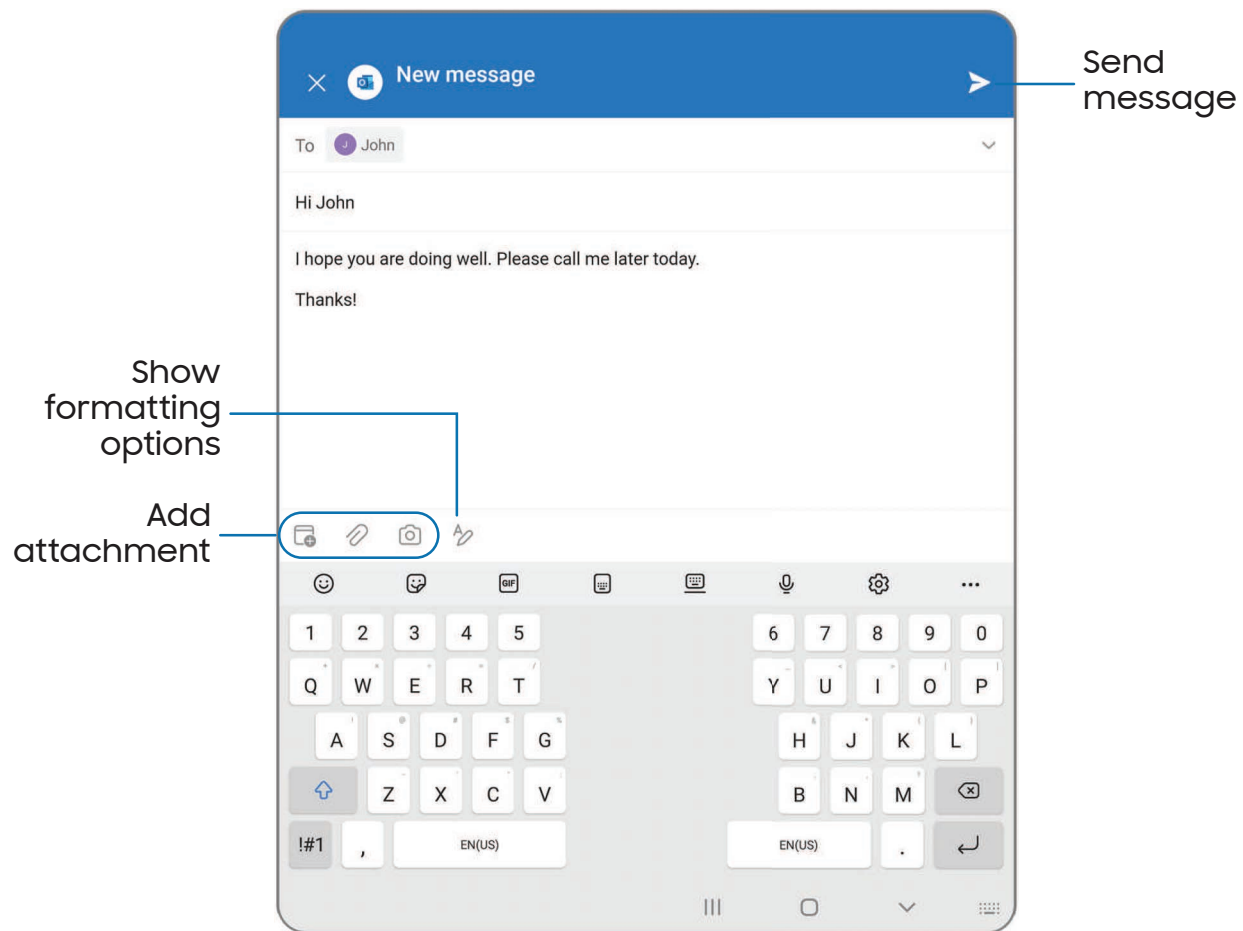 New message
Send
message
To J John
Hi John
I hope you are doing well. Please call me later today.
Thanks!
Show
formatting
options
Add
attachment
GIF
1 2 3 4 5 6 7 8 9 0
Q W E R T Y U I O P
A S D F G H J K L
Z X C V B N M
!#1 , EN(US) EN(US) .